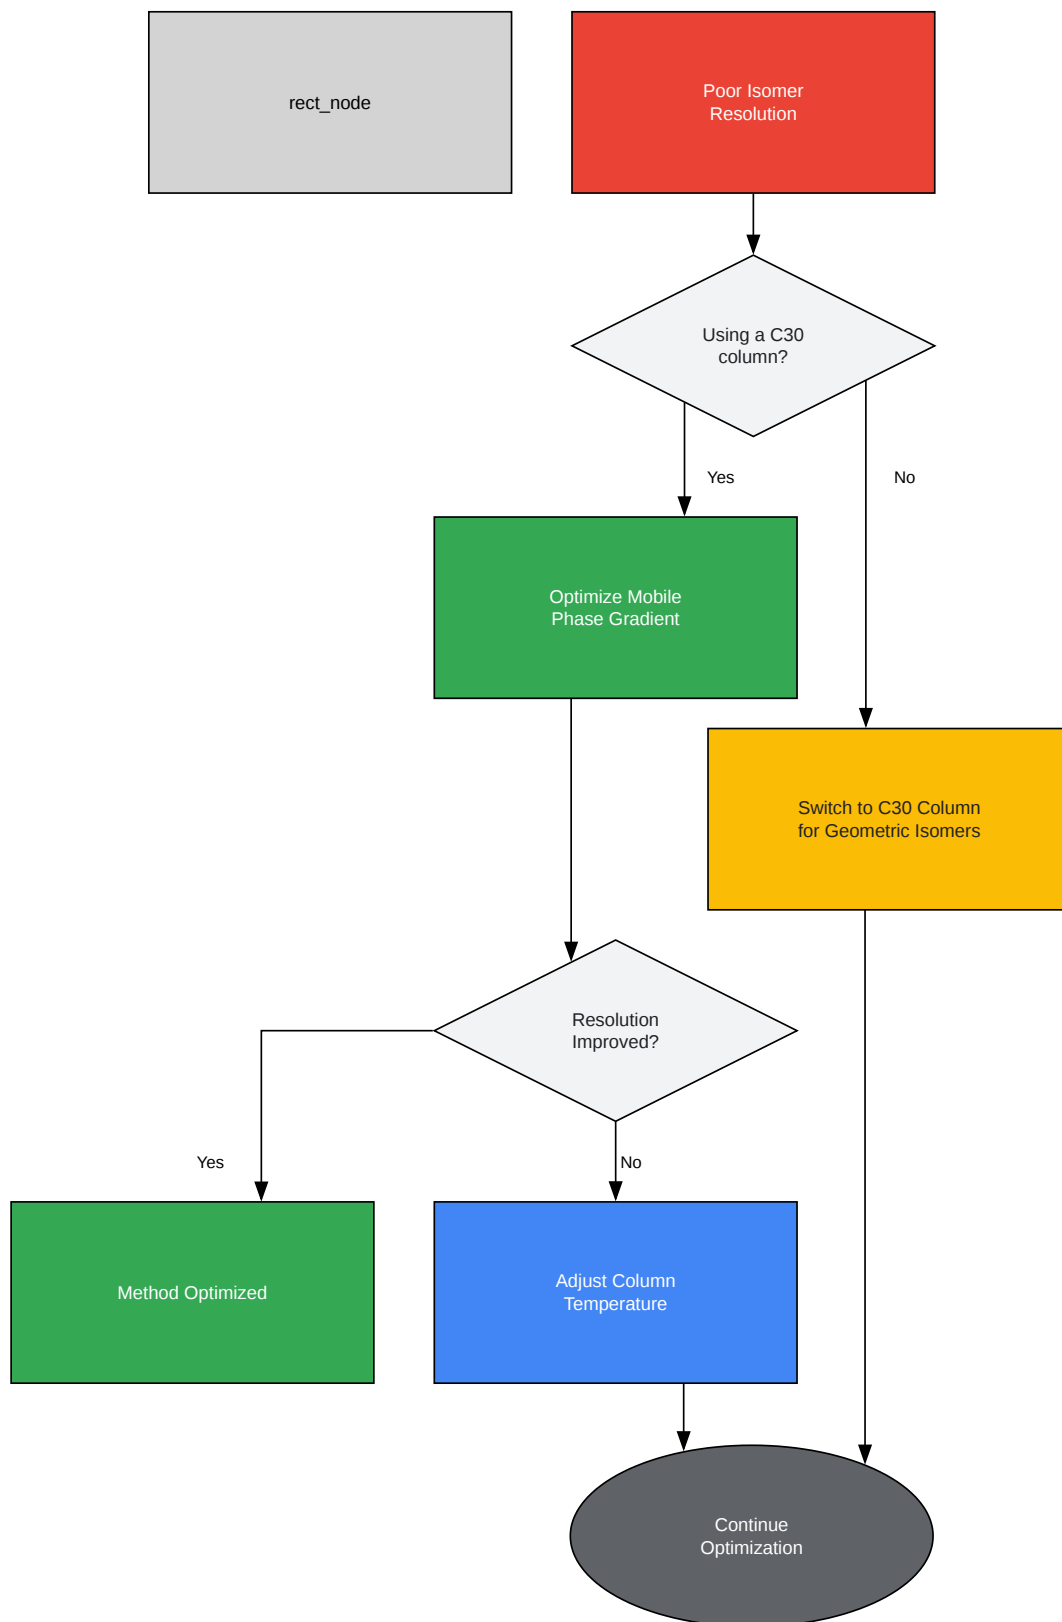 rect_node
Poor Isomer
Resolution
Using a C30
column?
Yes
No
Optimize Mobile
Phase Gradient
Switch to C30 Column
for Geometric Isomers
Resolution
Improved?
Yes
No
Method Optimized
Adjust Column
Temperature
Continue
Optimization